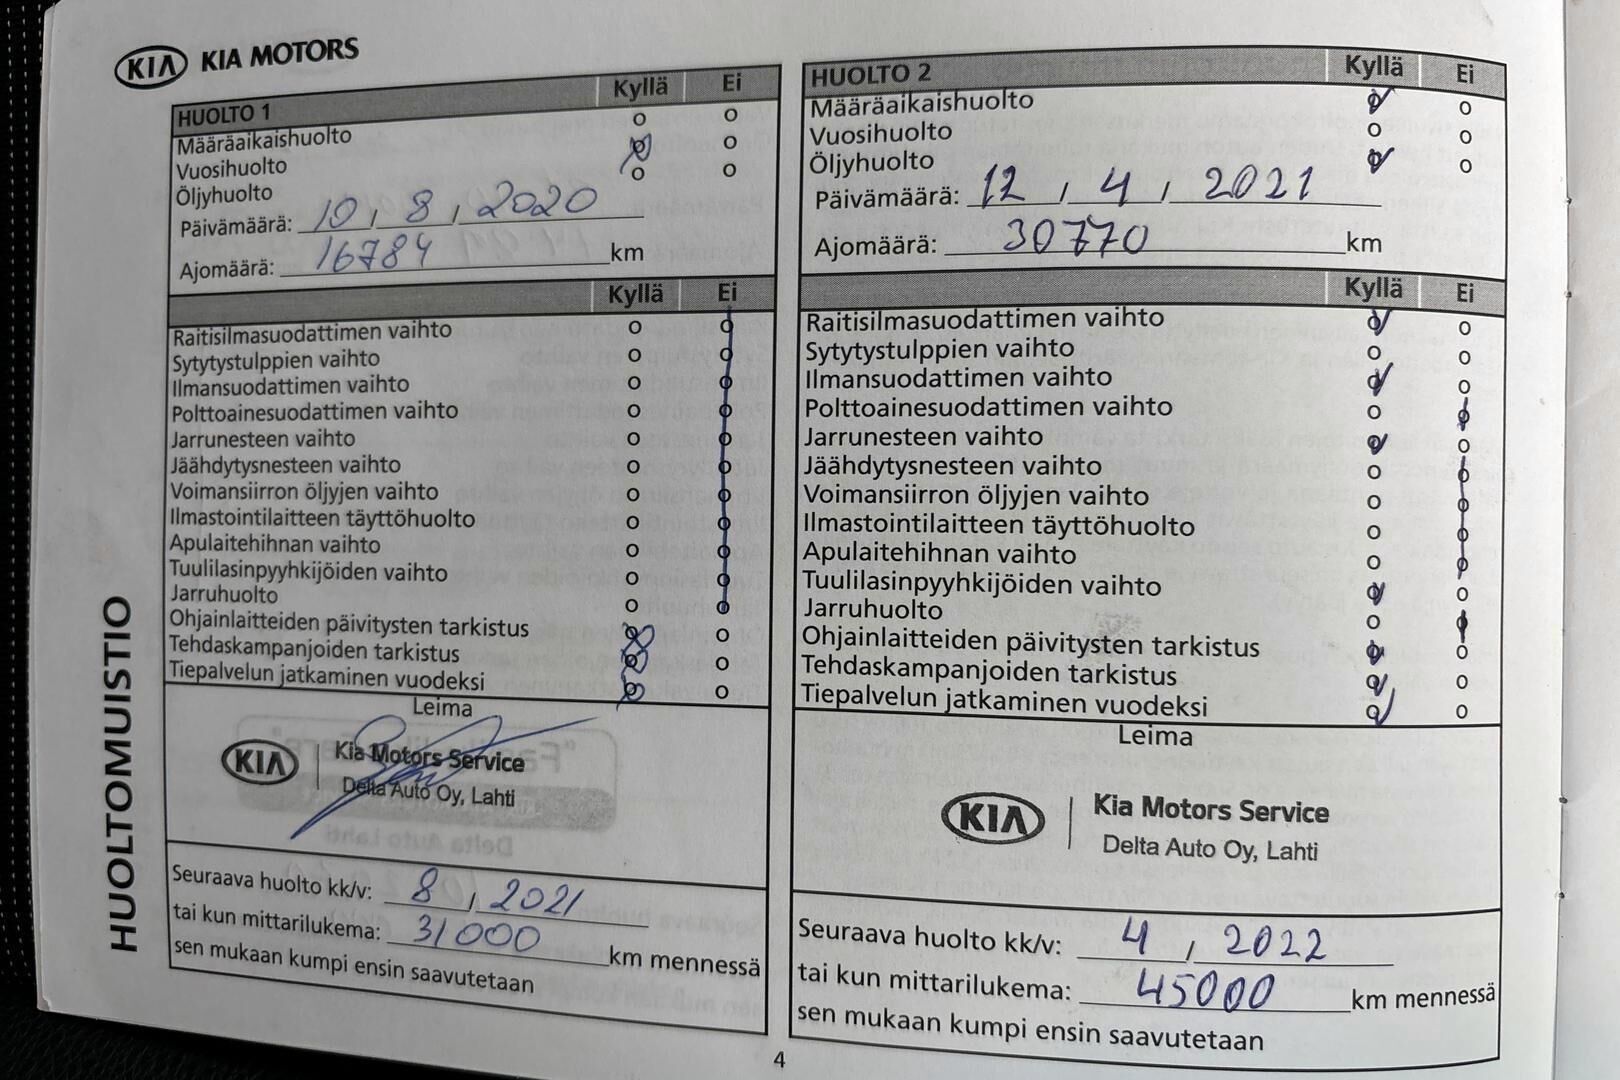 KIA KIA MOTORS
HUOLTO 1 Kyllä Ei
Määräaikaishuolto o o
Vuosihuolto o o
Öljyhuolto o o
Päivämäärä: 10 / 8 / 2020
Ajomäärä: 16784 km
Kyllä Ei
Raitisilmasuodattimen vaihto o o
Sytytystulppien vaihto o o
Ilmansuodattimen vaihto o o
Polttoainesuodattimen vaihto o o
Jarrunesteen vaihto o o
Jäähdytysnesteen vaihto o o
Voimansiirron öljyjen vaihto o o
Ilmastointilaitteen täyttöhuolto o o
Apulaitehihnan vaihto o o
Tuulilasinpyyhkijöiden vaihto o o
Jarruhuolto o o
Ohjainlaitteiden päivitysten tarkistus o o
Tehdaskampanjoiden tarkistus o o
Tiepalvelun jatkaminen vuodeksi o o
Leima
KIA | Kia Motors Service
Delta Auto Oy, Lahti
Seuraava huolto kk/v: 8 / 2021
tai kun mittarilukema: 31000 km mennessä
sen mukaan kumpi ensin saavutetaan
HUOLTO 2 Kyllä Ei
Määräaikaishuolto o o
Vuosihuolto o o
Öljyhuolto o o
Päivämäärä: 12 / 4 / 2021
Ajomäärä: 30770 km
Kyllä Ei
Raitisilmasuodattimen vaihto o o
Sytytystulppien vaihto o o
Ilmansuodattimen vaihto o o
Polttoainesuodattimen vaihto o o
Jarrunesteen vaihto o o
Jäähdytysnesteen vaihto o o
Voimansiirron öljyjen vaihto o o
Ilmastointilaitteen täyttöhuolto o o
Apulaitehihnan vaihto o o
Tuulilasinpyyhkijöiden vaihto o o
Jarruhuolto o o
Ohjainlaitteiden päivitysten tarkistus o o
Tehdaskampanjoiden tarkistus o o
Tiepalvelun jatkaminen vuodeksi o o
Leima
KIA | Kia Motors Service
Delta Auto Oy, Lahti
Seuraava huolto kk/v: 4 / 2022
tai kun mittarilukema: 45000 km mennessä
sen mukaan kumpi ensin saavutetaan
HUOLTOMUISTIO
4